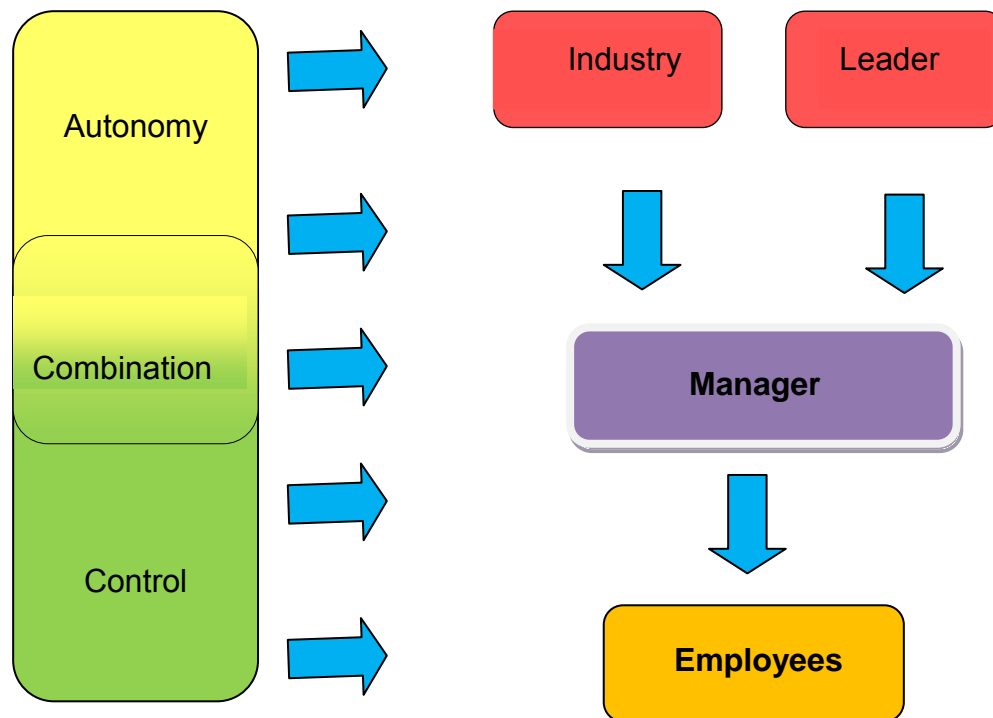 Autonomy
Combination
Control
Industry
Leader
Manager
Employees